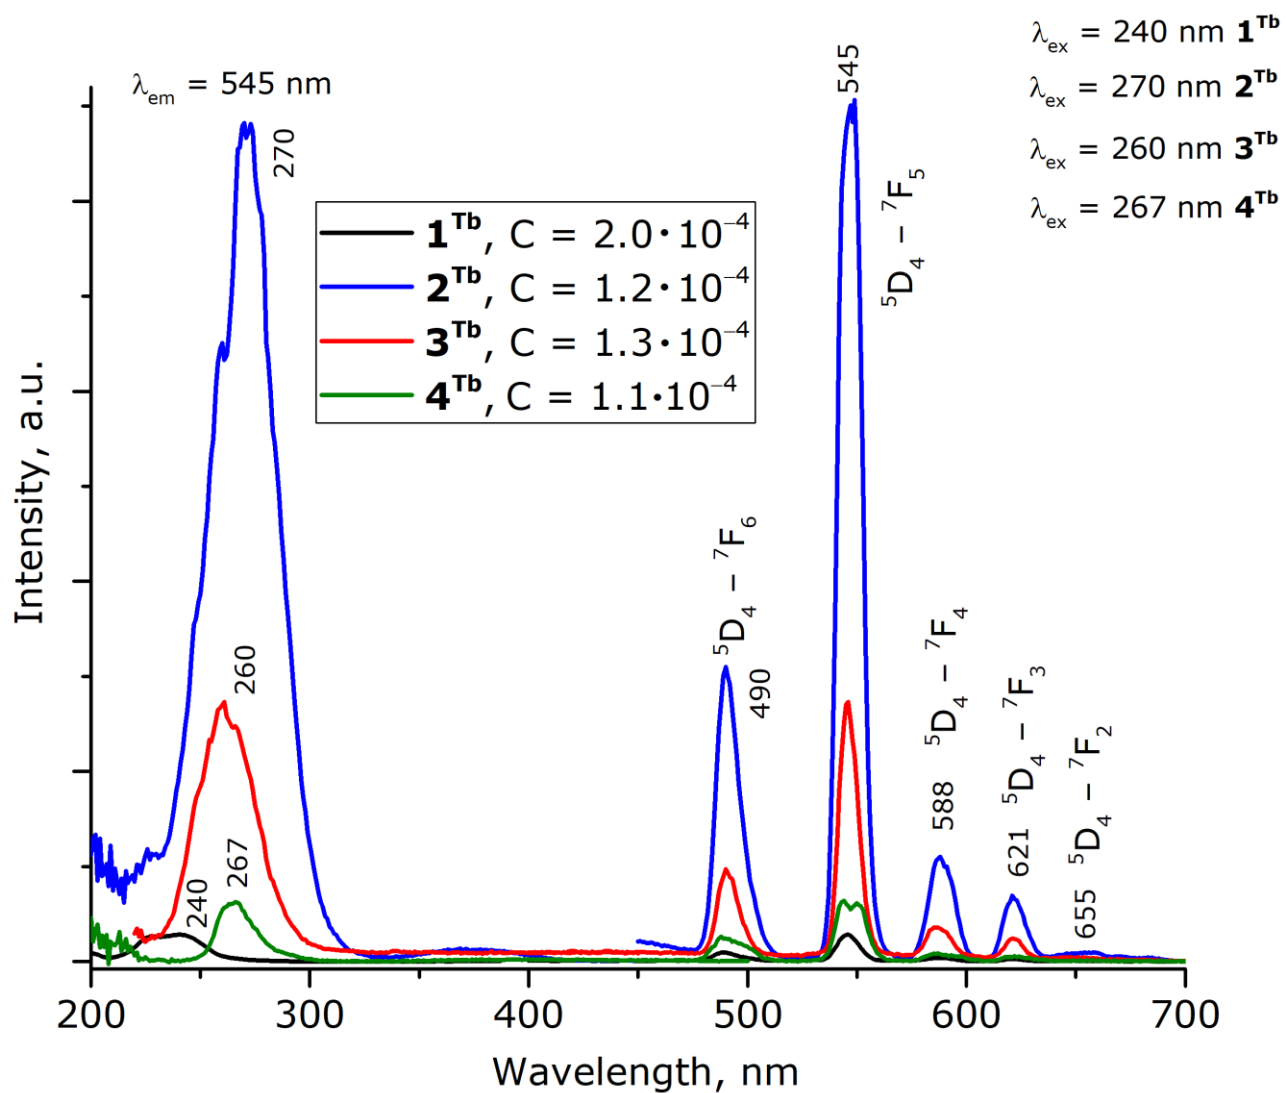 λem = 545 nm
λex = 240 nm 1Tb
λex = 270 nm 2Tb
λex = 260 nm 3Tb
λex = 267 nm 4Tb
1Tb, C = 2.0·10–4
2Tb, C = 1.2·10–4
3Tb, C = 1.3·10–4
4Tb, C = 1.1·10–4
270
260
240
267
5D4 – 7F6
490
545
5D4 – 7F5
588
5D4 – 7F4
621
5D4 – 7F3
655
5D4 – 7F2
Intensity, a.u.
200
300
400
500
600
700
Wavelength, nm